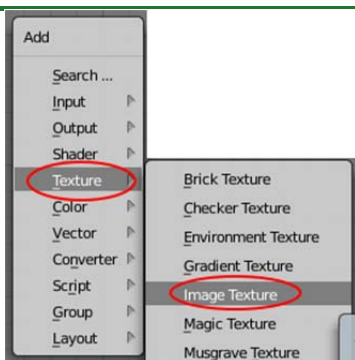 Add
Search ...
Input
Output
Shader
Texture
Color
Vector
Converter
Script
Group
Layout
Brick Texture
Checker Texture
Environment Texture
Gradient Texture
Image Texture
Magic Texture
Musgrave Texture